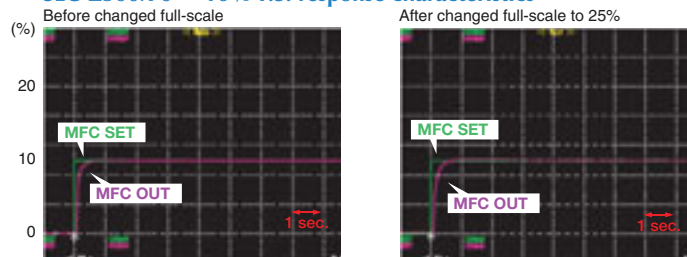 Before changed full-scale
After changed full-scale to 25%
(%)
20
10
0
MFC SET
MFC OUT
1 sec.
MFC SET
MFC OUT
1 sec.